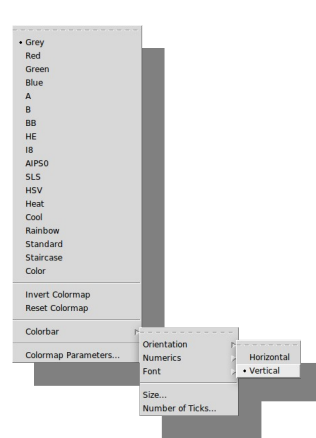 Grey
Red
Green
Blue
A
B
BB
HE
I8
AIPS0
SLS
HSV
Heat
Cool
Rainbow
Standard
Staircase
Color
Invert Colormap
Reset Colormap
Colorbar
Colormap Parameters...
Orientation
Numerics
Font
Size...
Number of Ticks...
Horizontal
Vertical